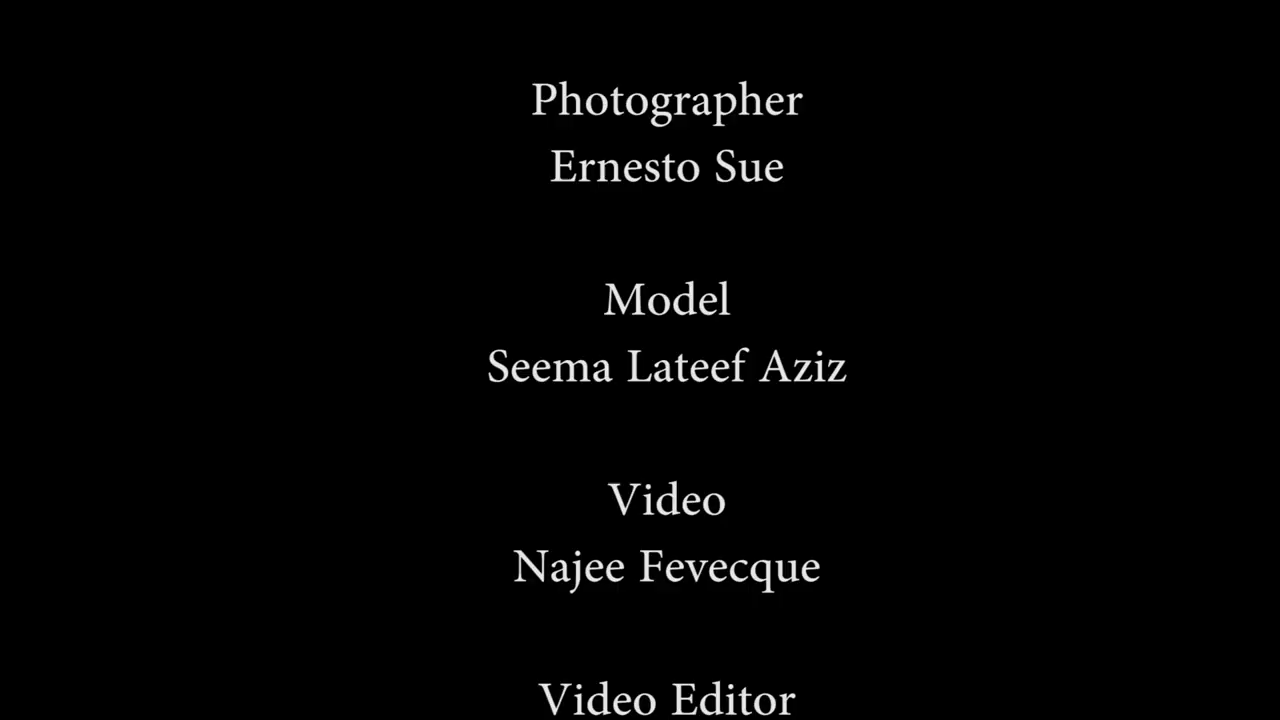 Photographer
Ernesto Sue
Model
Seema Lateef Aziz
Video
Najee Fevecque
Video Editor